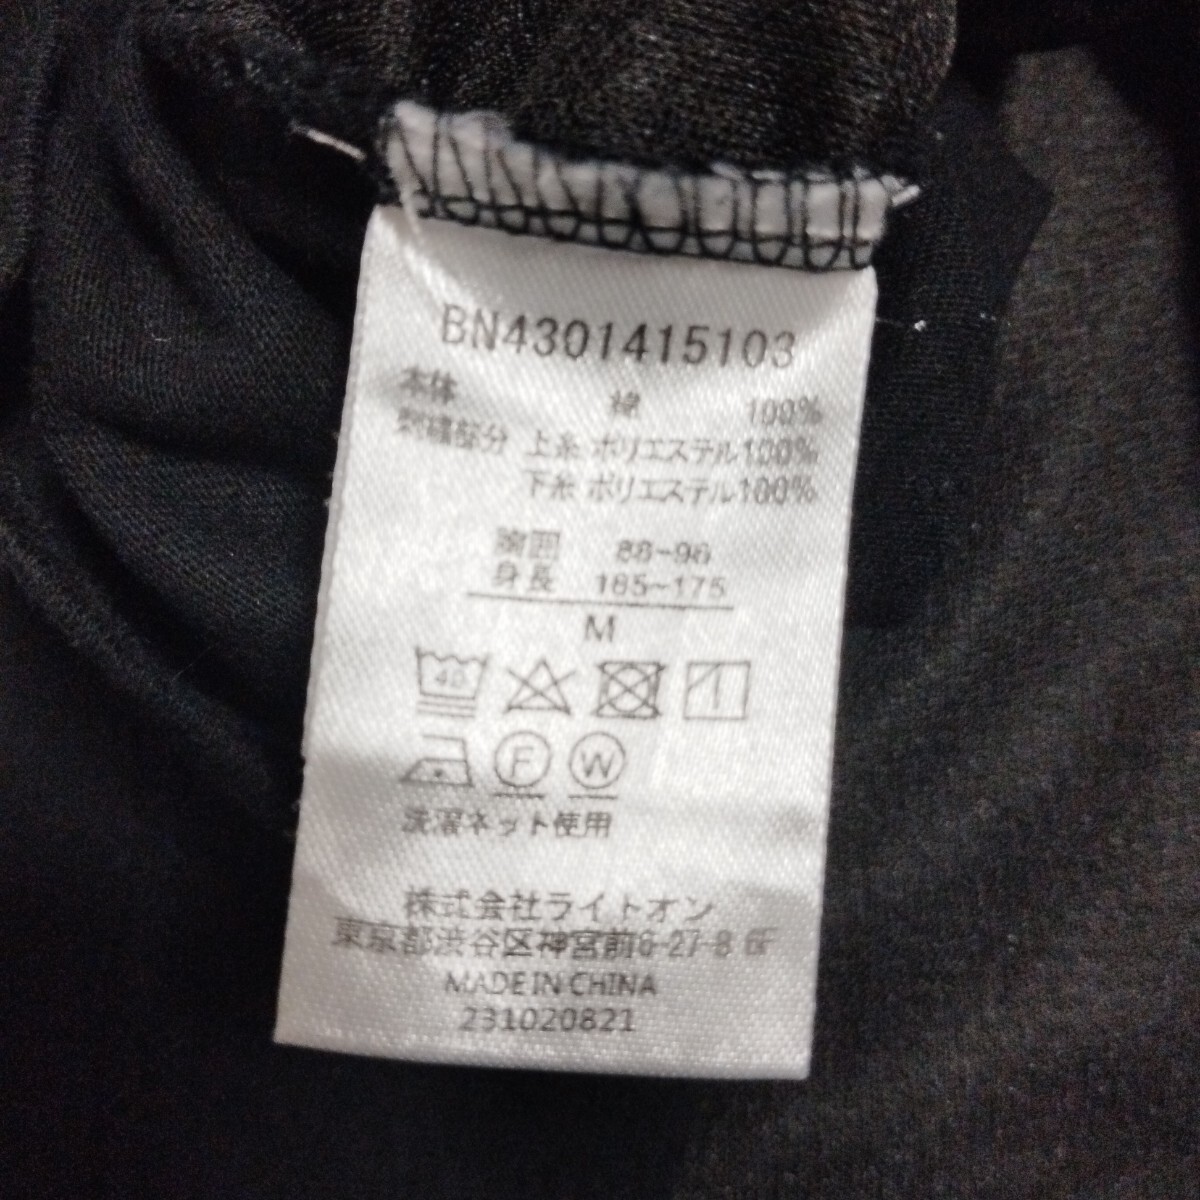 BN4301415103
本体 綿 100%
刺繍部分 上糸 ポリエステル100%
下糸 ポリエステル100%
胸囲 88~96
身長 165~175
M
40
F W
洗濯ネット使用
株式会社ライトオン
東京都渋谷区神宮前6-27-8 6F
MADE IN CHINA
231020821